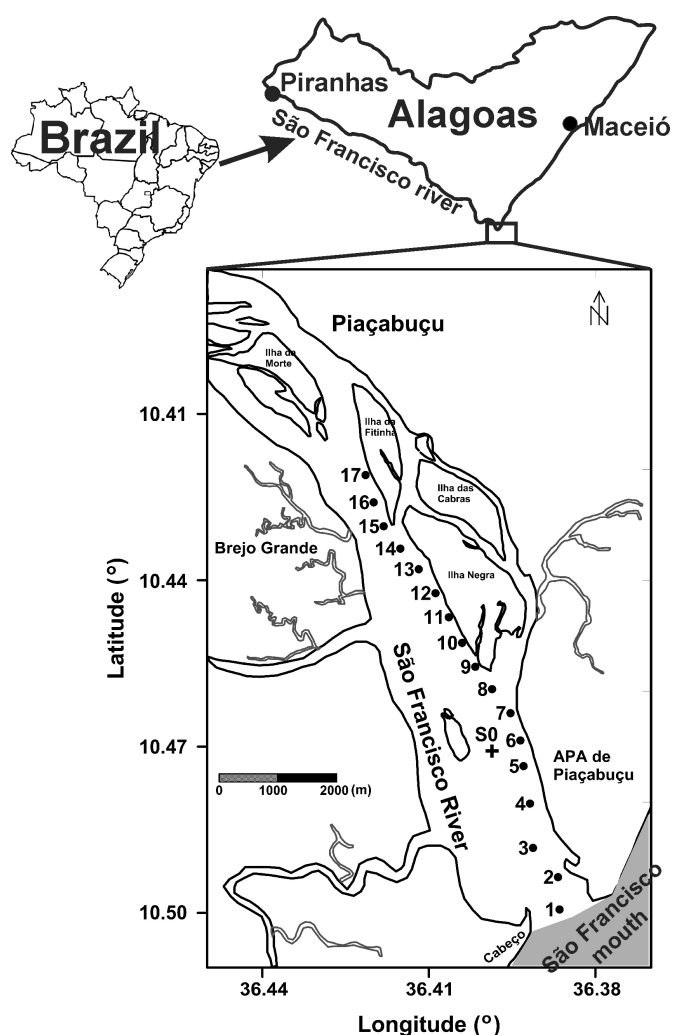 Piranhas
Brazil
Alagoas
Maceió
São Francisco river
N
Piaçabuçu
Ilha da
Morte
10.41
Ilha da
Fitinha
17
Ilha das
Cabras
16
15
Brejo Grande
14
13
Ilha Negra
10.44
12
11
10
9
Latitude (º)
São Francisco River
8
7
S0
6
10.47
5
APA de
Piaçabuçu
0 1000 2000 (m)
4
3
2
1
10.50
Cabeço
São Francisco
mouth
36.44
36.41
36.38
Longitude (º)